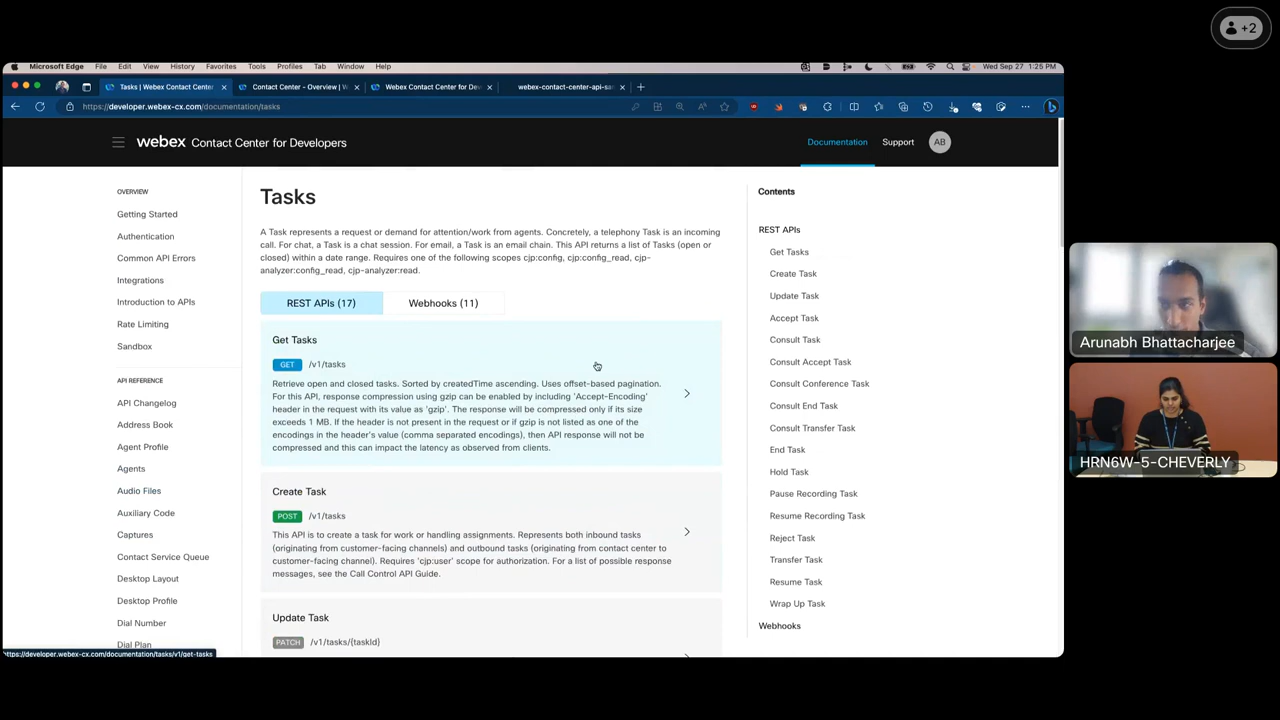 +2
Microsoft Edge File Edit View History Favorites Tools Profiles Tab Window Help Wed Sep 27 1:25 PM
Tasks | Webex Contact Center
Contact Center - Overview | W
Webex Contact Center for Dev
webex-contact-center-api-sa
https://developer.webex-cx.com/documentation/tasks
webex Contact Center for Developers
Documentation Support AB
OVERVIEW
Getting Started
Authentication
Common API Errors
Integrations
Introduction to APIs
Rate Limiting
Sandbox
API REFERENCE
API Changelog
Address Book
Agent Profile
Agents
Audio Files
Auxiliary Code
Captures
Contact Service Queue
Desktop Layout
Desktop Profile
Dial Number
Dial Plan
https://developer.webex-cx.com/documentation/tasks/v1/get-tasks
Tasks
A Task represents a request or demand for attention/work from agents. Concretely, a telephony Task is an incoming
call. For chat, a Task is a chat session. For email, a Task is an email chain. This API returns a list of Tasks (open or
closed) within a date range. Requires one of the following scopes cjp:config, cjp:config_read, cjp-
analyzer:config_read, cjp-analyzer:read.
REST APIs (17) Webhooks (11)
Get Tasks
GET /v1/tasks
Retrieve open and closed tasks. Sorted by createdTime ascending. Uses offset-based pagination.
For this API, response compression using gzip can be enabled by including 'Accept-Encoding'
header in the request with its value as 'gzip'. The response will be compressed only if its size
exceeds 1 MB. If the header is not present in the request or if gzip is not listed as one of the
encodings in the header's value (comma separated encodings), then API response will not be
compressed and this can impact the latency as observed from clients.
Create Task
POST /v1/tasks
This API is to create a task for work or handling assignments. Represents both inbound tasks
(originating from customer-facing channels) and outbound tasks (originating from contact center to
customer-facing channel). Requires 'cjp:user' scope for authorization. For a list of possible response
messages, see the Call Control API Guide.
Update Task
PATCH /v1/tasks/{taskId}
Contents
REST APIs
Get Tasks
Create Task
Update Task
Accept Task
Consult Task
Consult Accept Task
Consult Conference Task
Consult End Task
Consult Transfer Task
End Task
Hold Task
Pause Recording Task
Resume Recording Task
Reject Task
Transfer Task
Resume Task
Wrap Up Task
Webhooks
Arunabh Bhattacharjee
HRN6W-5-CHEVERLY